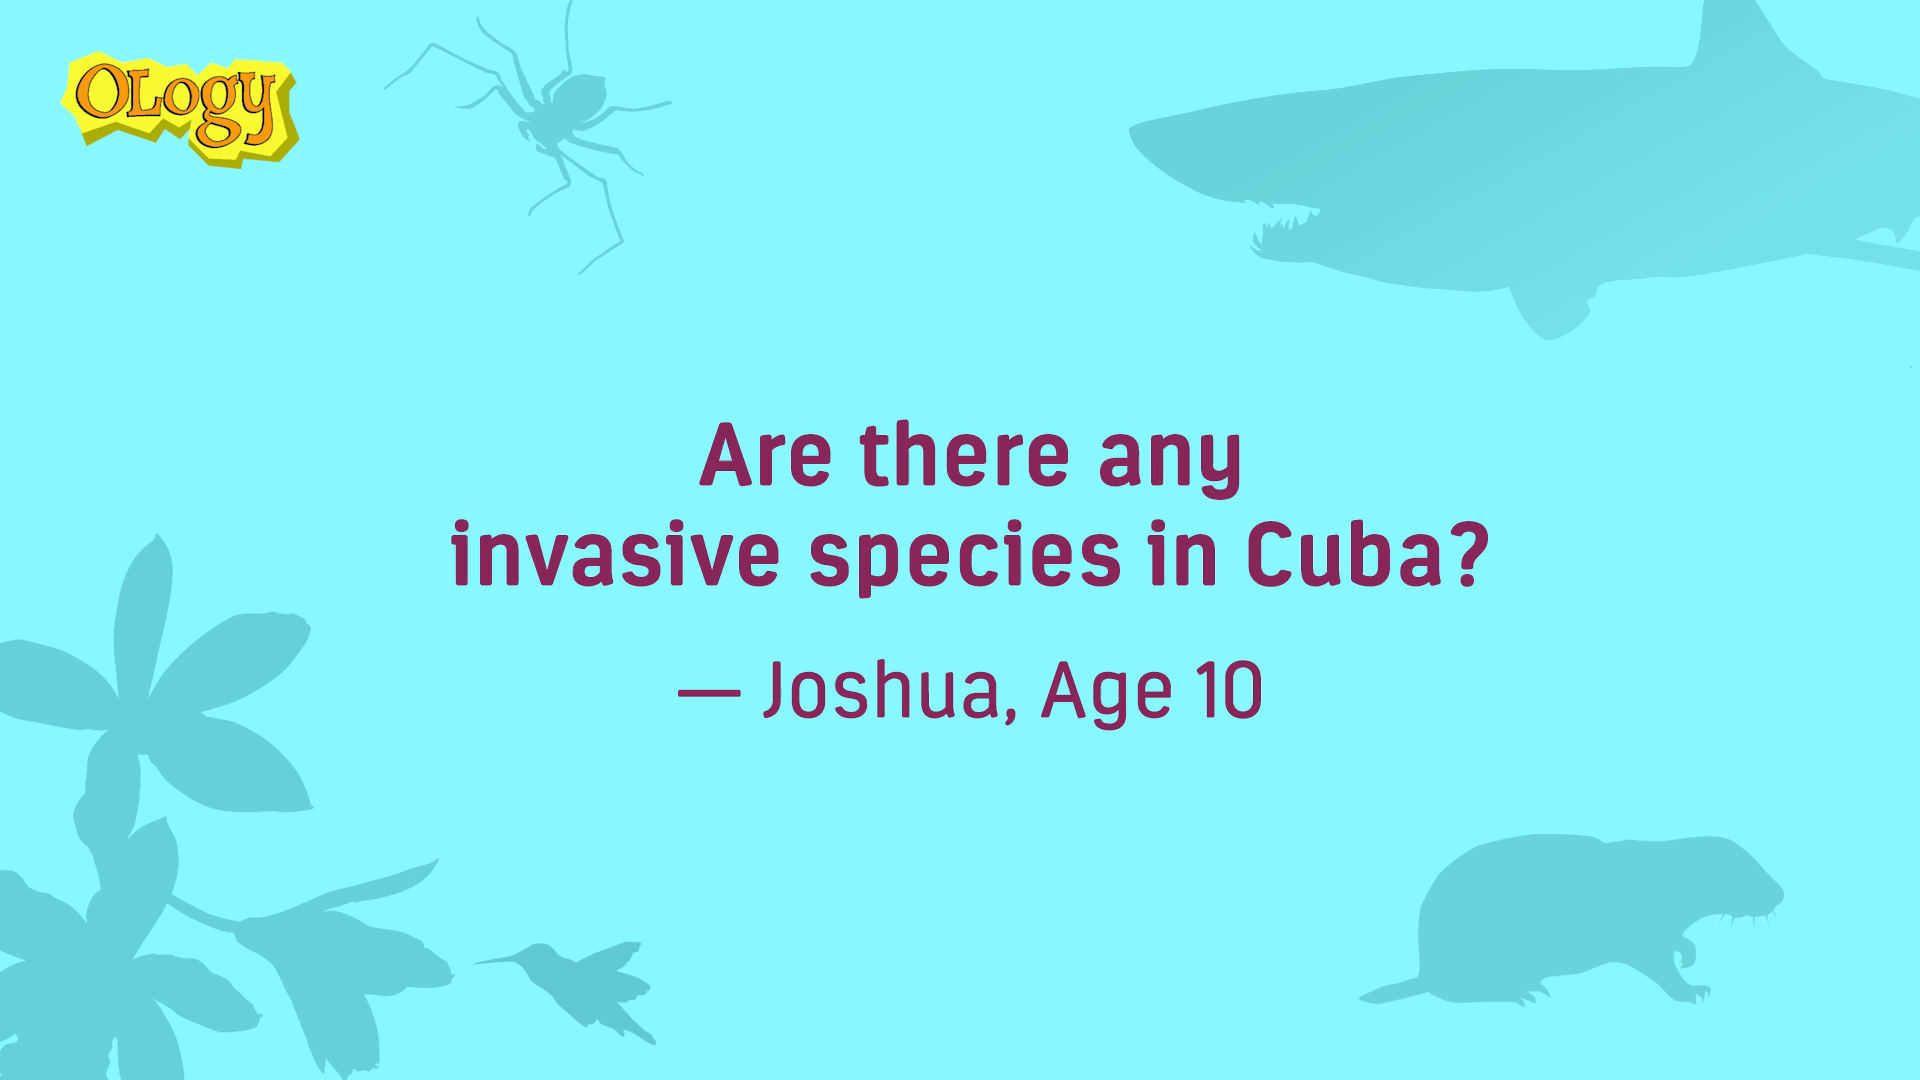 OLogy
Are there any
invasive species in Cuba?
— Joshua, Age 10